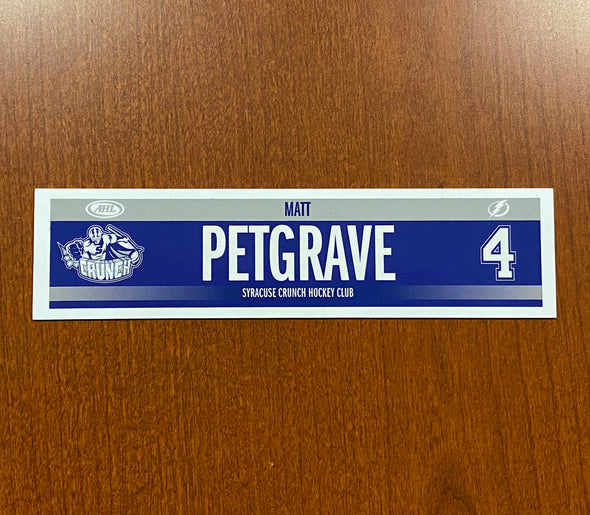 AHL
MATT
PETGRAVE
4
CRUNCH
SYRACUSE CRUNCH HOCKEY CLUB